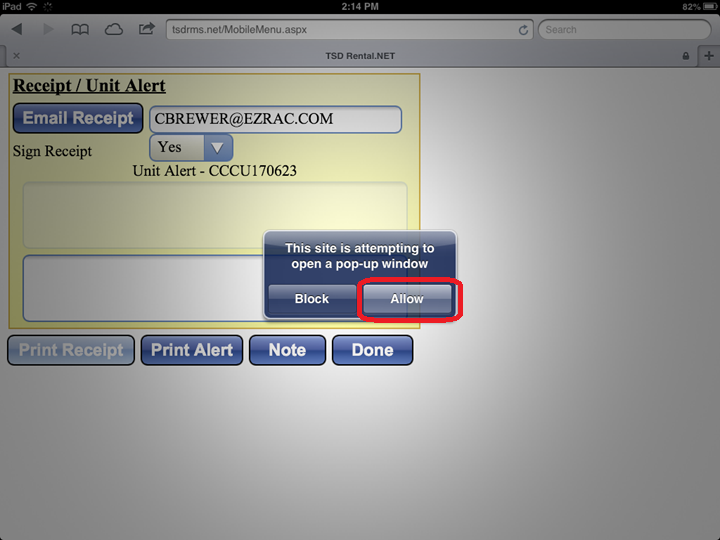 iPad 2:14 PM 82%
tsdrms.net/MobileMenu.aspx Search
TSD Rental.NET
Receipt / Unit Alert
Email Receipt CBREWER@EZRAC.COM
Sign Receipt Yes
Unit Alert - CCCU170623
This site is attempting to
open a pop-up window
Block Allow
Print Receipt Print Alert Note Done